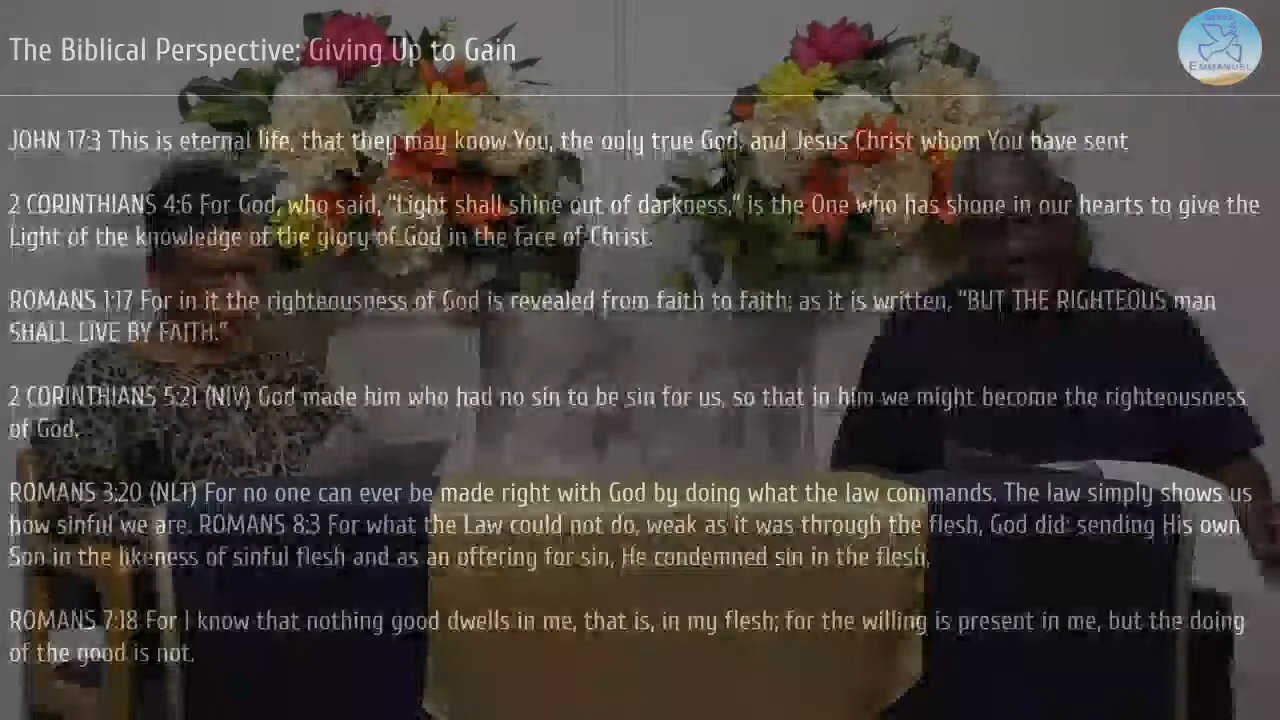 The Biblical Perspective: Giving Up to Gain
EMMANUEL
JOHN 17:3 This is eternal life, that they may know You, the only true God, and Jesus Christ whom You have sent
2 CORINTHIANS 4:6 For God, who said, “Light shall shine out of darkness,” is the One who has shone in our hearts to give the
Light of the knowledge of the glory of God in the face of Christ.
ROMANS 1:17 For in it the righteousness of God is revealed from faith to faith; as it is written, “BUT THE RIGHTEOUS man
SHALL LIVE BY FAITH.”
2 CORINTHIANS 5:21 (NIV) God made him who had no sin to be sin for us, so that in him we might become the righteousness
of God.
ROMANS 3:20 (NLT) For no one can ever be made right with God by doing what the law commands. The law simply shows us
how sinful we are. ROMANS 8:3 For what the Law could not do, weak as it was through the flesh, God did: sending His own
Son in the likeness of sinful flesh and as an offering for sin, He condemned sin in the flesh,
ROMANS 7:18 For I know that nothing good dwells in me, that is, in my flesh; for the willing is present in me, but the doing
of the good is not.